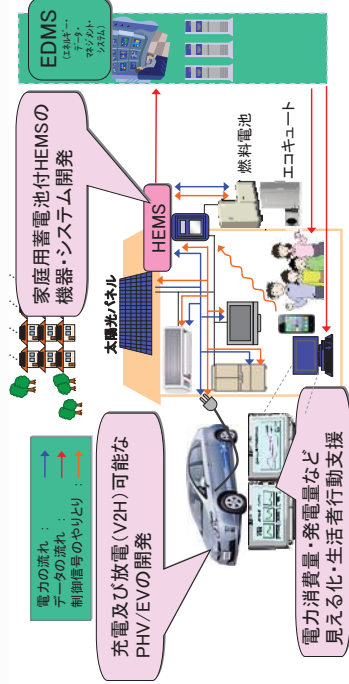 EDMS
(エネルギー・
データ・
マネジメント・
システム)
家庭用蓄電池付HEMSの
機器・システム開発
HEMS
太陽光パネル
燃料電池
エコキュート
電力の流れ :
データの流れ :
制御信号のやりとり :
充電及び放電(V2H)可能な
PHV/EVの開発
電力消費量・発電量など
見える化・生活者行動支援